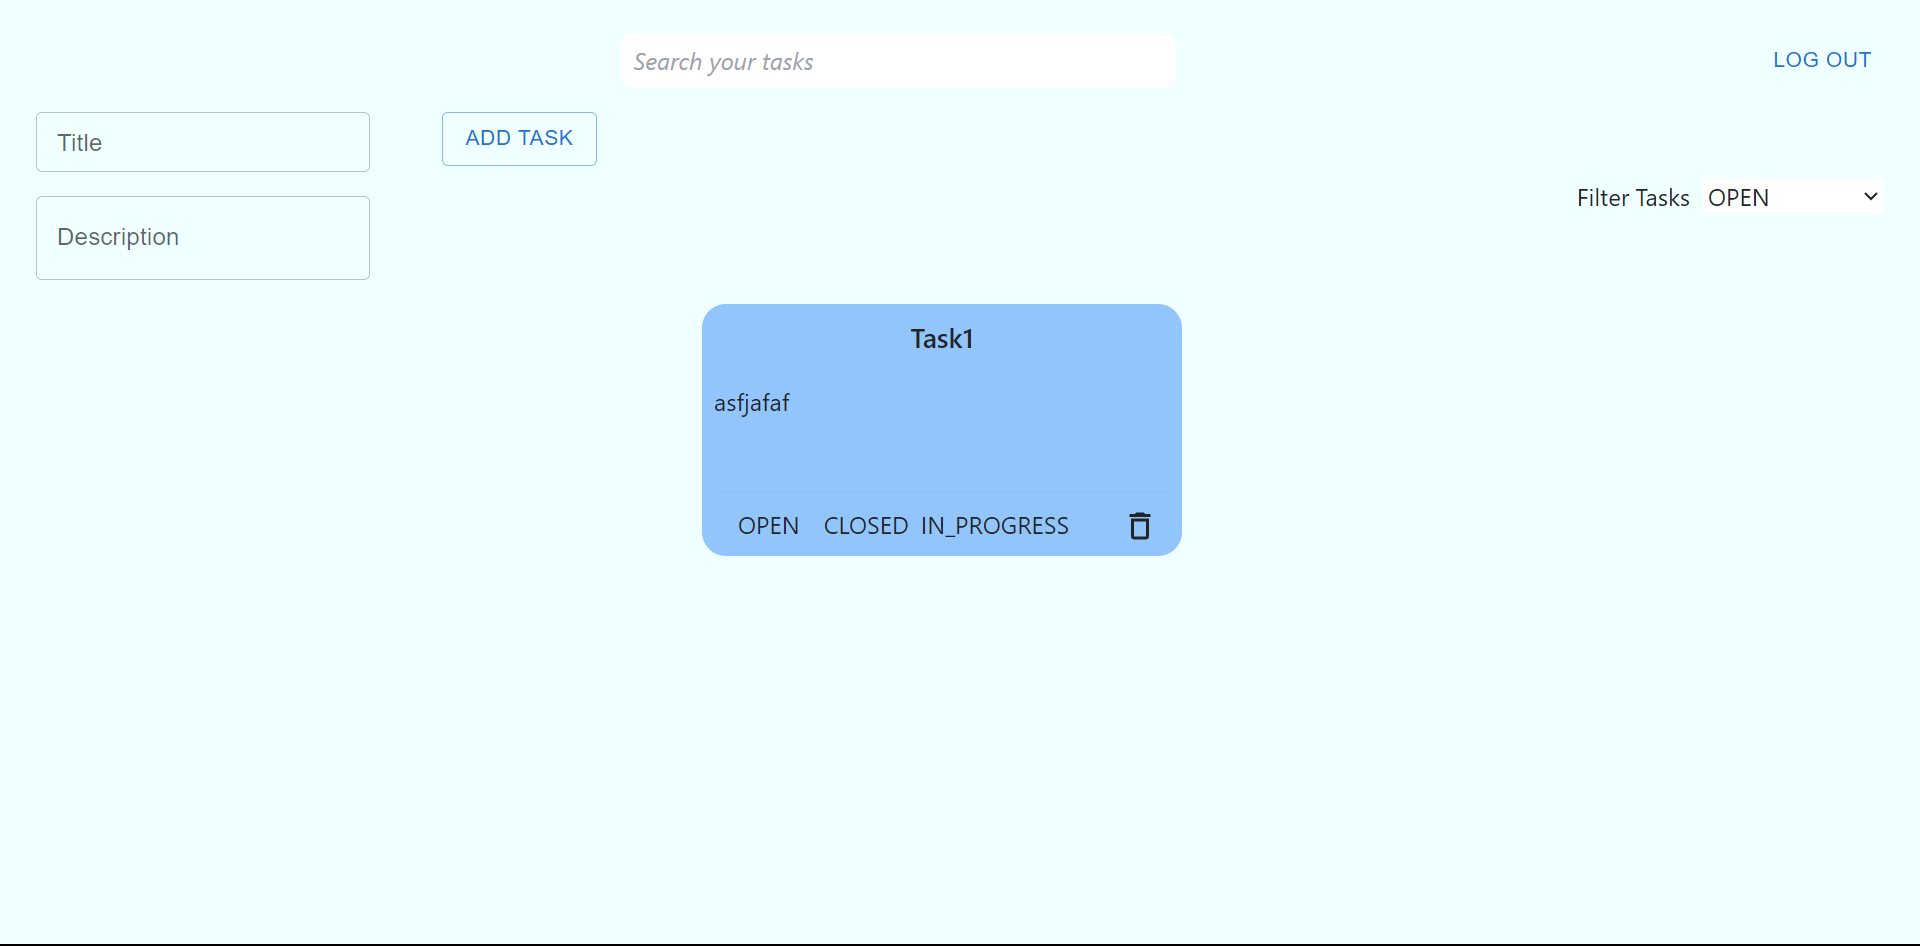 Search your tasks
LOG OUT
Title
ADD TASK
Filter Tasks OPEN
Description
Task1
asfjafaf
OPEN CLOSED IN_PROGRESS